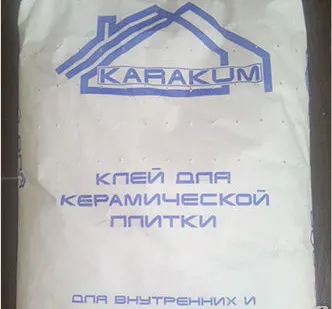 KARAKUM
КЛЕЙ ДЛЯ
КЕРАМИЧЕСКОЙ
ПЛИТКИ
ДЛЯ ВНУТРЕННИХ И